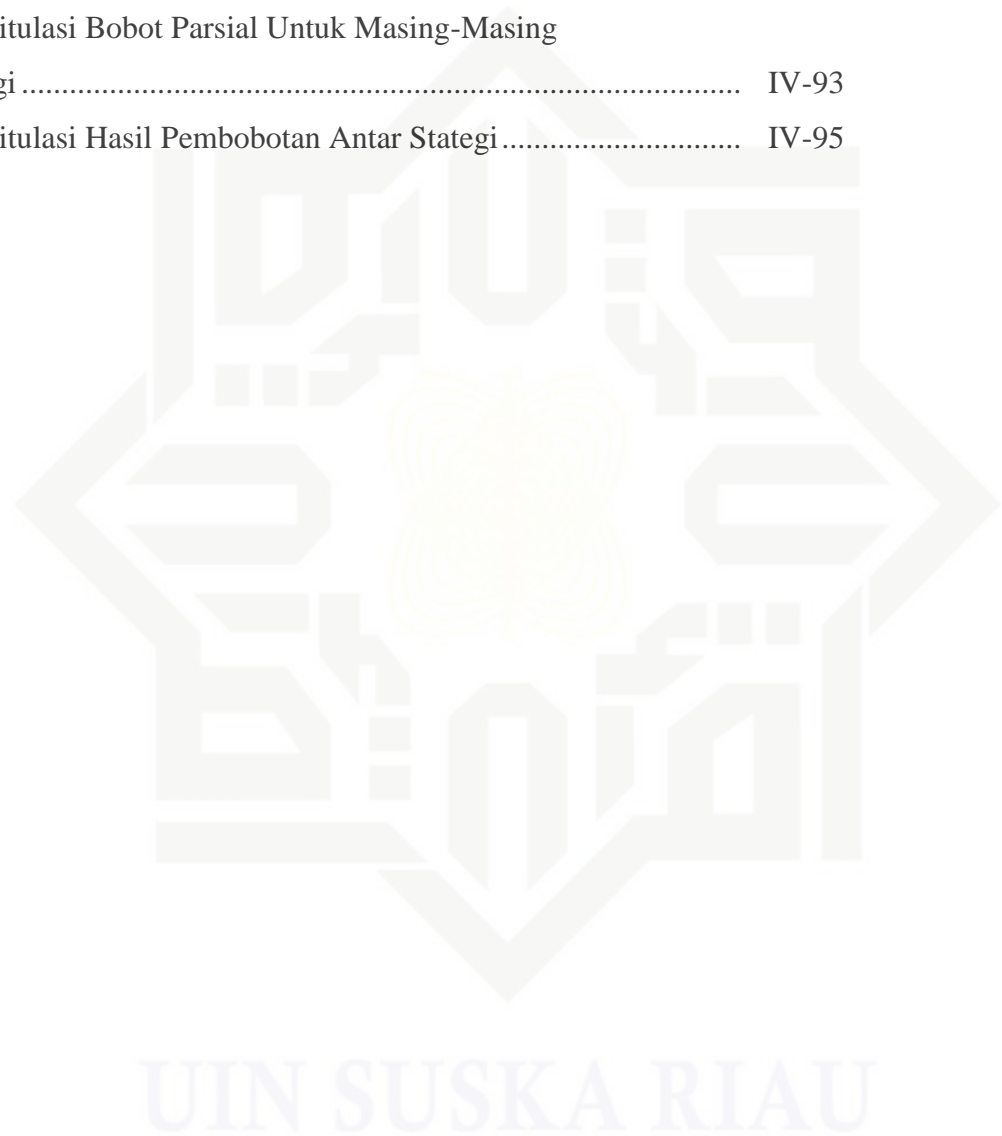 itulasi Bobot Parsial Untuk Masing-Masing
gi ......................................................................................... IV-93
itulasi Hasil Pembobotan Antar Stategi ............................. IV-95
UIN SUSKA RIAU